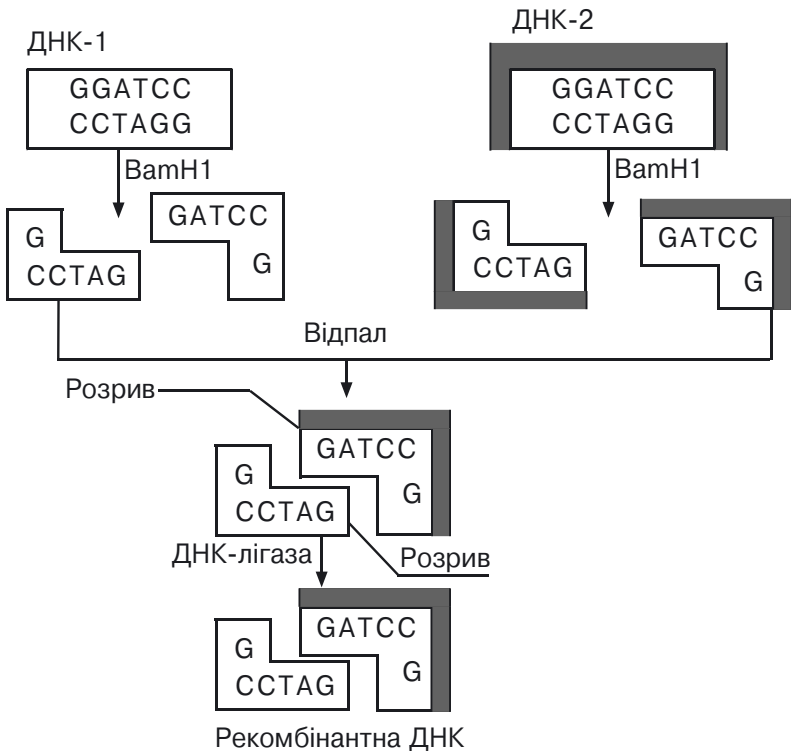 ДНК-1
GGATCC
CCTAGG
BamH1
G
CCTAG
GATCC
G
ДНК-2
GGATCC
CCTAGG
BamH1
G
CCTAG
GATCC
G
Відпал
Розрив
GATCC
G
G
CCTAG
ДНК-лігаза
Розрив
GATCC
G
G
CCTAG
Рекомбінантна ДНК